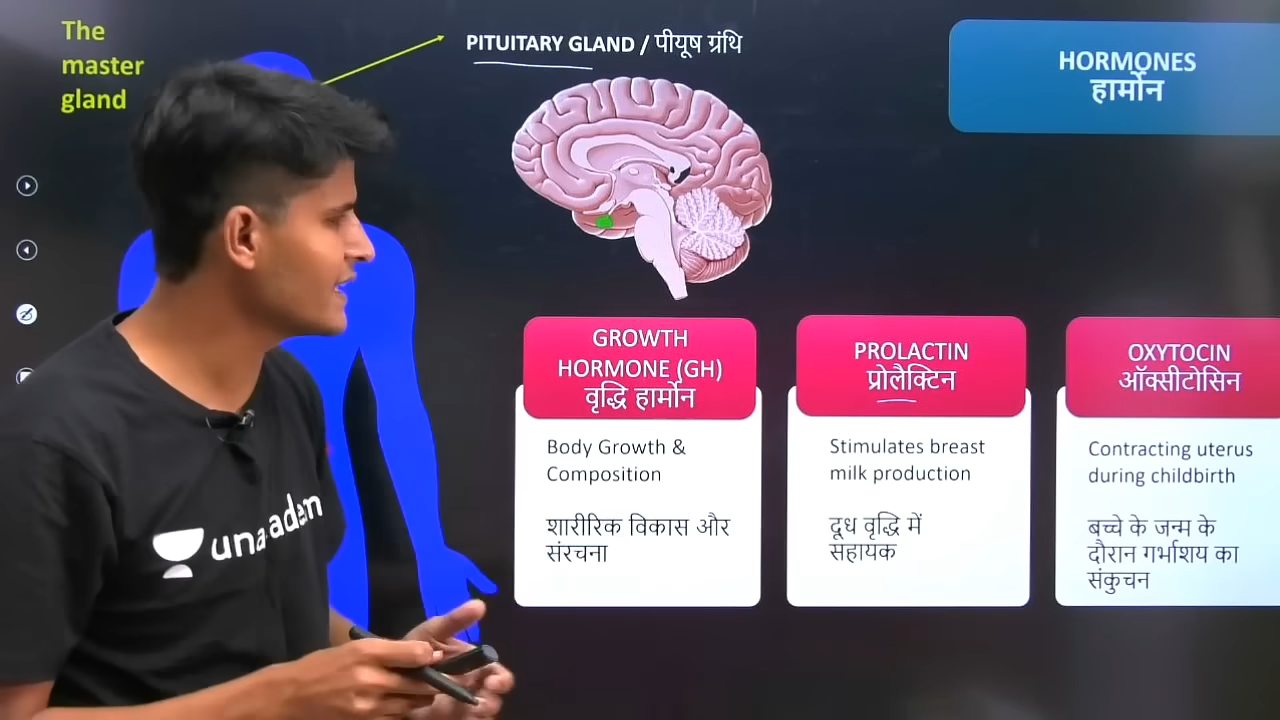 The
master
gland
PITUITARY GLAND / पीयूष ग्रंथि
HORMONES
हार्मोन
GROWTH
HORMONE (GH)
वृद्धि हार्मोन
Body Growth &
Composition
शारीरिक विकास और
संरचना
PROLACTIN
प्रोलैक्टिन
Stimulates breast
milk production
दूध वृद्धि में
सहायक
OXYTOCIN
ऑक्सीटोसिन
Contracting uterus
during childbirth
बच्चे के जन्म के
दौरान गर्भाशय का
संकुचन